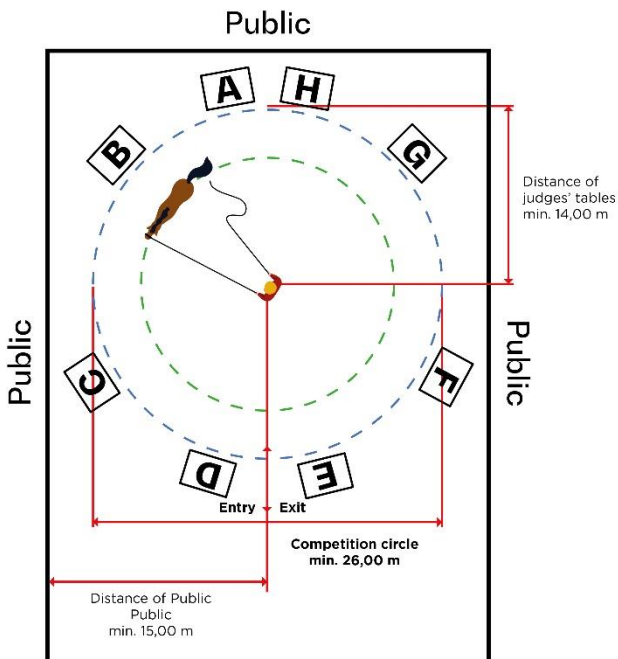 Public
A
H
B
G
Distance of
judges' tables
min. 14,00 m
Public
Public
C
F
D
E
Entry
Exit
Competition circle
min. 26,00 m
Distance of Public
Public
min. 15,00 m